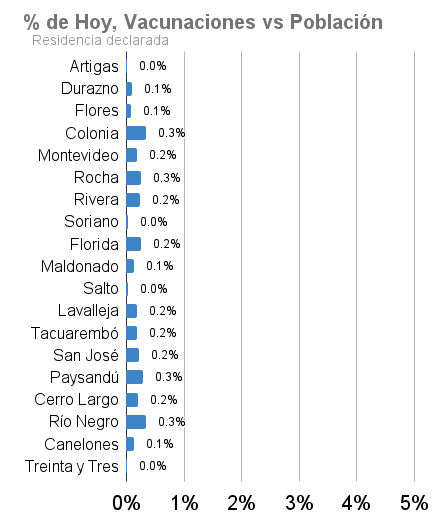 % de Hoy, Vacunaciones vs Población
Residencia declarada
Artigas 0.0%
Durazno 0.1%
Flores 0.1%
Colonia 0.3%
Montevideo 0.2%
Rocha 0.3%
Rivera 0.2%
Soriano 0.0%
Florida 0.2%
Maldonado 0.1%
Salto 0.0%
Lavalleja 0.2%
Tacuarembó 0.2%
San José 0.2%
Paysandú 0.3%
Cerro Largo 0.2%
Río Negro 0.3%
Canelones 0.1%
Treinta y Tres 0.0%
0% 1% 2% 3% 4% 5%